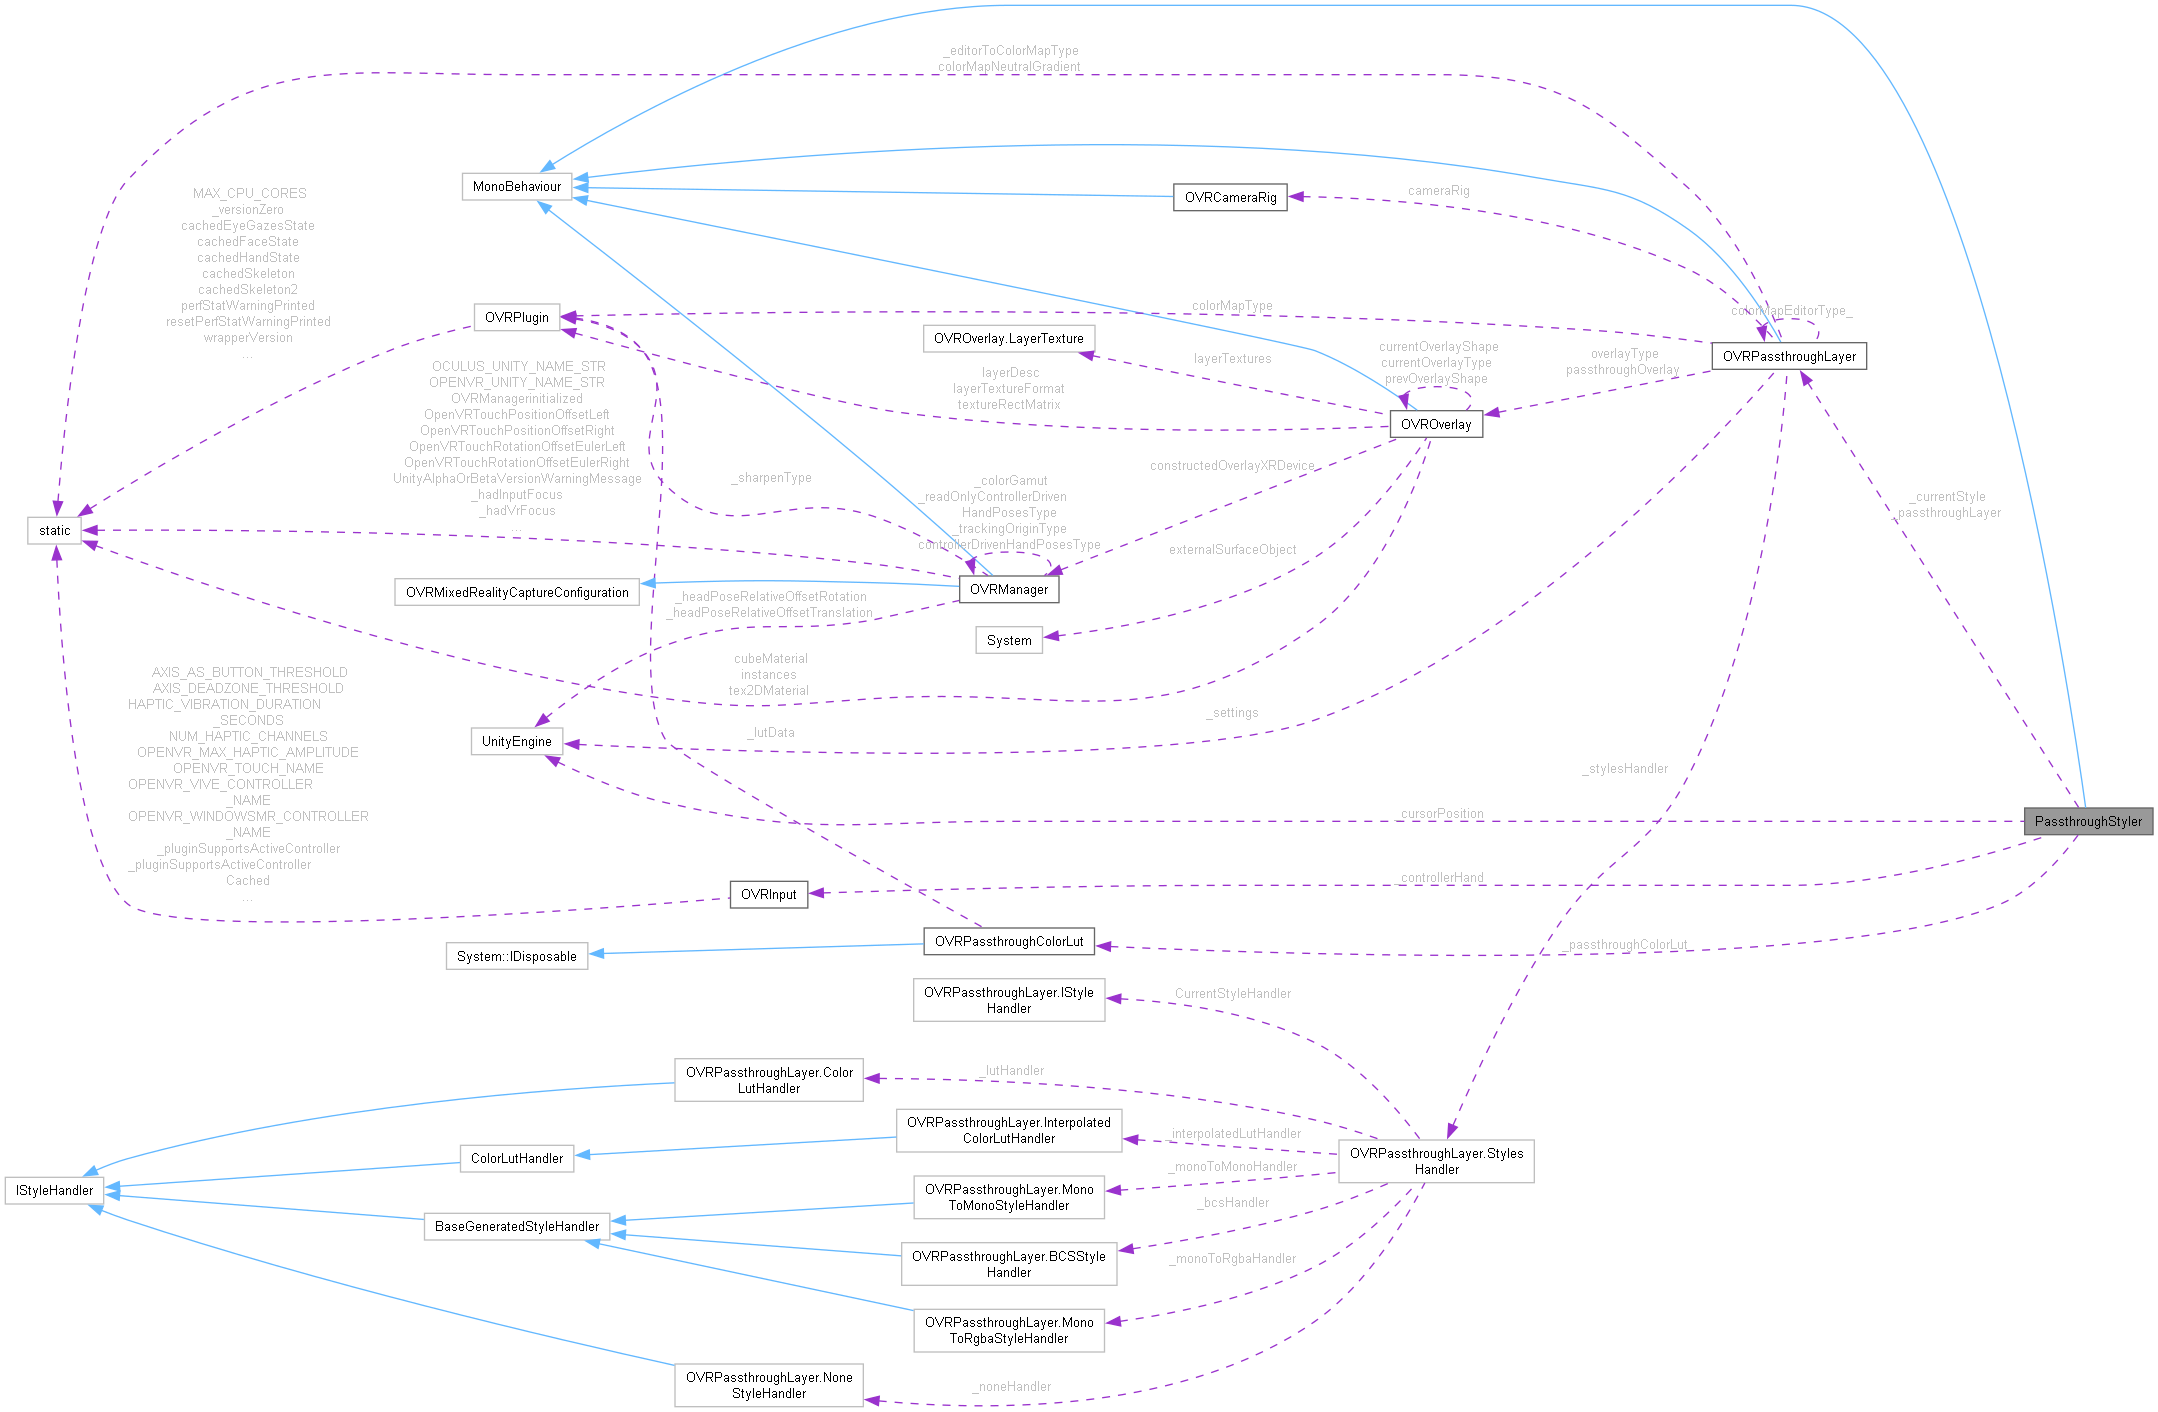 _editorToColorMapType
colorMapNeutralGradient
MonoBehaviour
OVRCameraRig
cameraRig
MAX_CPU_CORES
_versionZero
cachedEyeGazesState
cachedFaceState
cachedHandState
cachedSkeleton
cachedSkeleton2
perfStatWarningPrinted
resetPerfStatWarningPrinted
wrapperVersion
...
OVRPlugin
colorMapType
colorMapEditorType_
OVROverlay.LayerTexture
layerTextures
currentOverlayShape
currentOverlayType
prevOverlayShape
overlayType
passthroughOverlay
OVRPassthroughLayer
layerDesc
layerTextureFormat
textureRectMatrix
OVROverlay
OCULUS_UNITY_NAME_STR
OPENVR_UNITY_NAME_STR
OVRManagerinitialized
OpenVRTouchPositionOffsetLeft
OpenVRTouchPositionOffsetRight
OpenVRTouchRotationOffsetEulerLeft
OpenVRTouchRotationOffsetEulerRight
UnityAlphaOrBetaVersionWarningMessage
_hadInputFocus
_hadVrFocus
...
_sharpenType
constructedOverlayXRDevice
_colorGamut
_readOnlyControllerDriven
HandPosesType
_trackingOriginType
controllerDrivenHandPosesType
_currentStyle
_passthroughLayer
static
externalSurfaceObject
OVRMixedRealityCaptureConfiguration
OVRManager
_headPoseRelativeOffsetRotation
_headPoseRelativeOffsetTranslation
System
cubeMaterial
instances
tex2DMaterial
AXIS_AS_BUTTON_THRESHOLD
AXIS_DEADZONE_THRESHOLD
HAPTIC_VIBRATION_DURATION
_SECONDS
NUM_HAPTIC_CHANNELS
OPENVR_MAX_HAPTIC_AMPLITUDE
OPENVR_TOUCH_NAME
OPENVR_VIVE_CONTROLLER
_NAME
OPENVR_WINDOWSMR_CONTROLLER
_NAME
_pluginSupportsActiveController
_pluginSupportsActiveController
Cached
...
UnityEngine
_lutData
_settings
_stylesHandler
_cursorPosition
PassthroughStyler
OVRInput
_controllerHand
OVRPassthroughColorLut
_passthroughColorLut
System::IDisposable
OVRPassthroughLayer.IStyle
Handler
CurrentStyleHandler
OVRPassthroughLayer.Color
LutHandler
_lutHandler
OVRPassthroughLayer.Interpolated
ColorLutHandler
_interpolatedLutHandler
ColorLutHandler
OVRPassthroughLayer.Styles
Handler
IStyleHandler
OVRPassthroughLayer.Mono
ToMonoStyleHandler
_monoToMonoHandler
_bcsHandler
BaseGeneratedStyleHandler
OVRPassthroughLayer.BCSStyle
Handler
_monoToRgbaHandler
OVRPassthroughLayer.Mono
ToRgbaStyleHandler
OVRPassthroughLayer.None
StyleHandler
_noneHandler